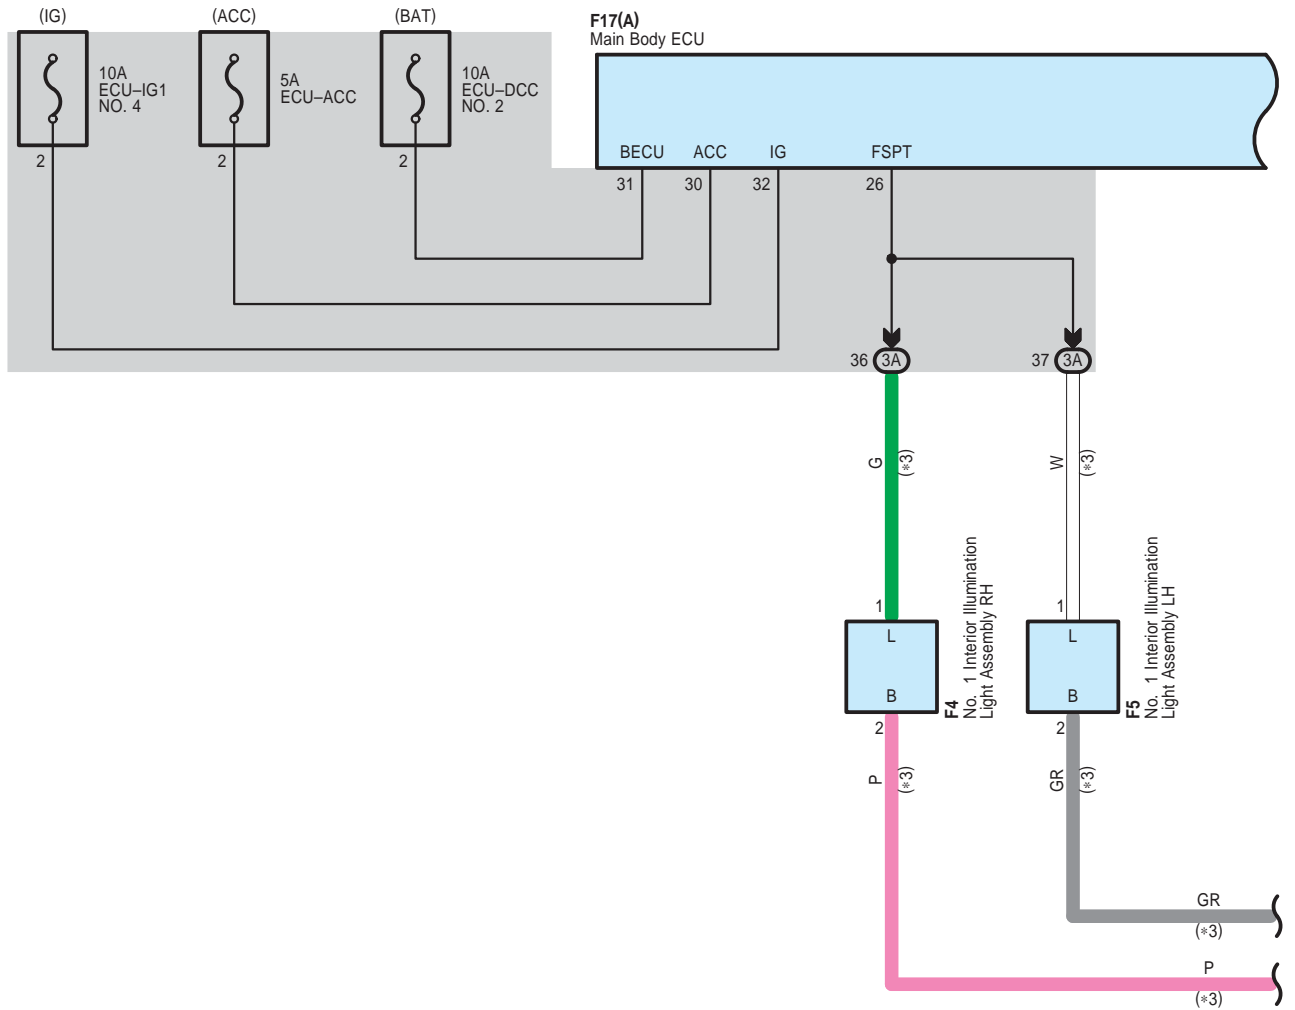 (IG)
(ACC)
(BAT)
F17(A)
Main Body ECU
10A
ECU–IG1
NO. 4
5A
ECU–ACC
10A
ECU–DCC
NO. 2
2
2
2
BECU
ACC
IG
FSPT
31
30
32
26
36
3A
37
3A
G
(*3)
W
(*3)
1
L
B
2
F4
No. 1 Interior Illumination
Light Assembly RH
1
L
B
2
F5
No. 1 Interior Illumination
Light Assembly LH
P
(*3)
GR
(*3)
GR
(*3)
P
(*3)